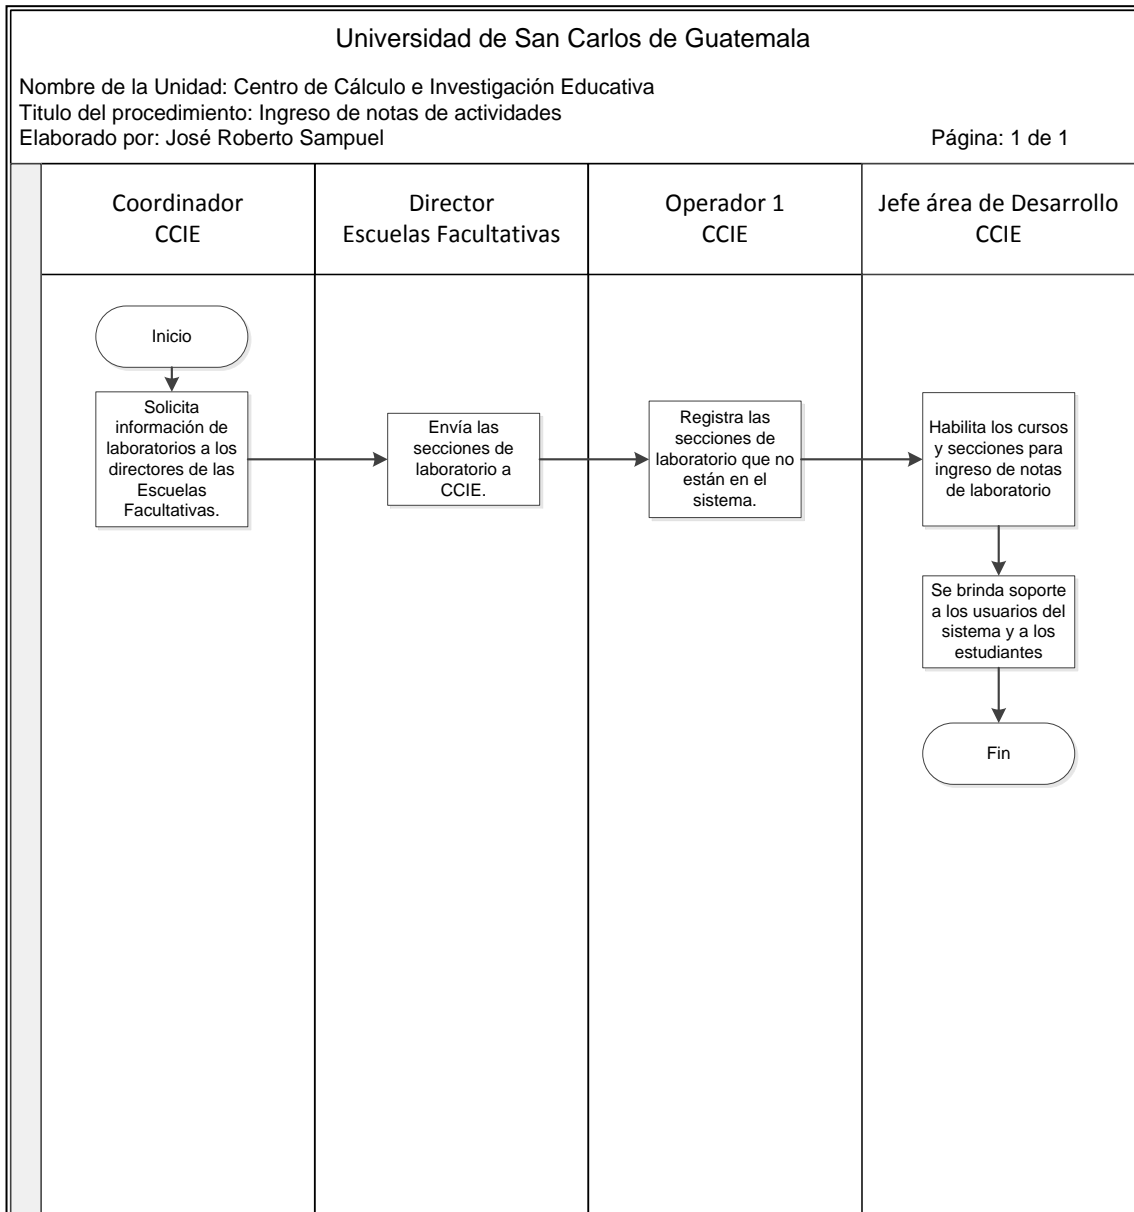 Universidad de San Carlos de Guatemala
Nombre de la Unidad: Centro de Cálculo e Investigación Educativa
Titulo del procedimiento: Ingreso de notas de actividades
Elaborado por: José Roberto Sampuel
Página: 1 de 1
Coordinador
CCIE
Director
Escuelas Facultativas
Operador 1
CCIE
Jefe área de Desarrollo
CCIE
Inicio
Solicita
información de
laboratorios a los
directores de las
Escuelas
Facultativas.
Envía las
secciones de
laboratorio a
CCIE.
Registra las
secciones de
laboratorio que no
están en el
sistema.
Habilita los cursos
y secciones para
ingreso de notas
de laboratorio
Se brinda soporte
a los usuarios del
sistema y a los
estudiantes
Fin